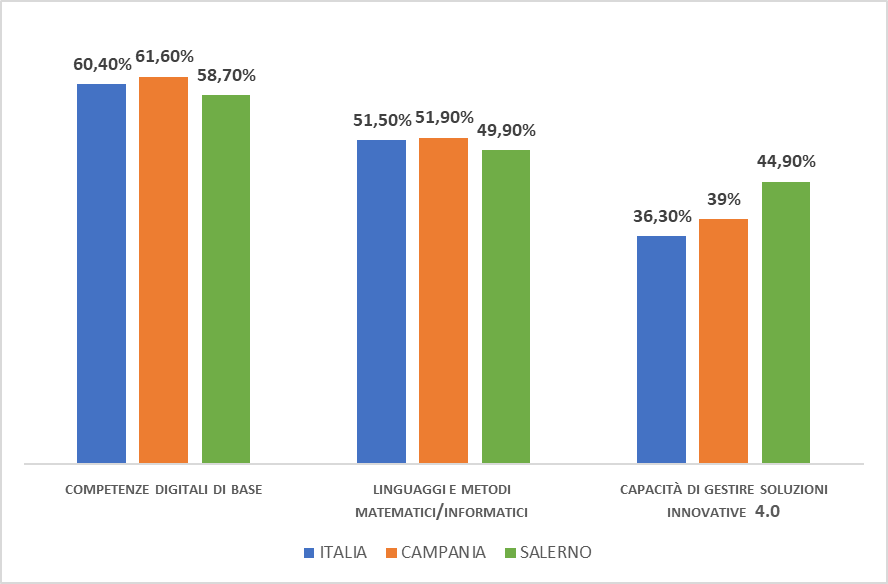 60,40%
61,60%
58,70%
51,50%
51,90%
49,90%
36,30%
39%
44,90%
COMPETENZE DIGITALI DI BASE
LINGUAGGI E METODI
MATEMATICI/INFORMATICI
CAPACITÀ DI GESTIRE SOLUZIONI
INNOVATIVE 4.0
ITALIA
CAMPANIA
SALERNO